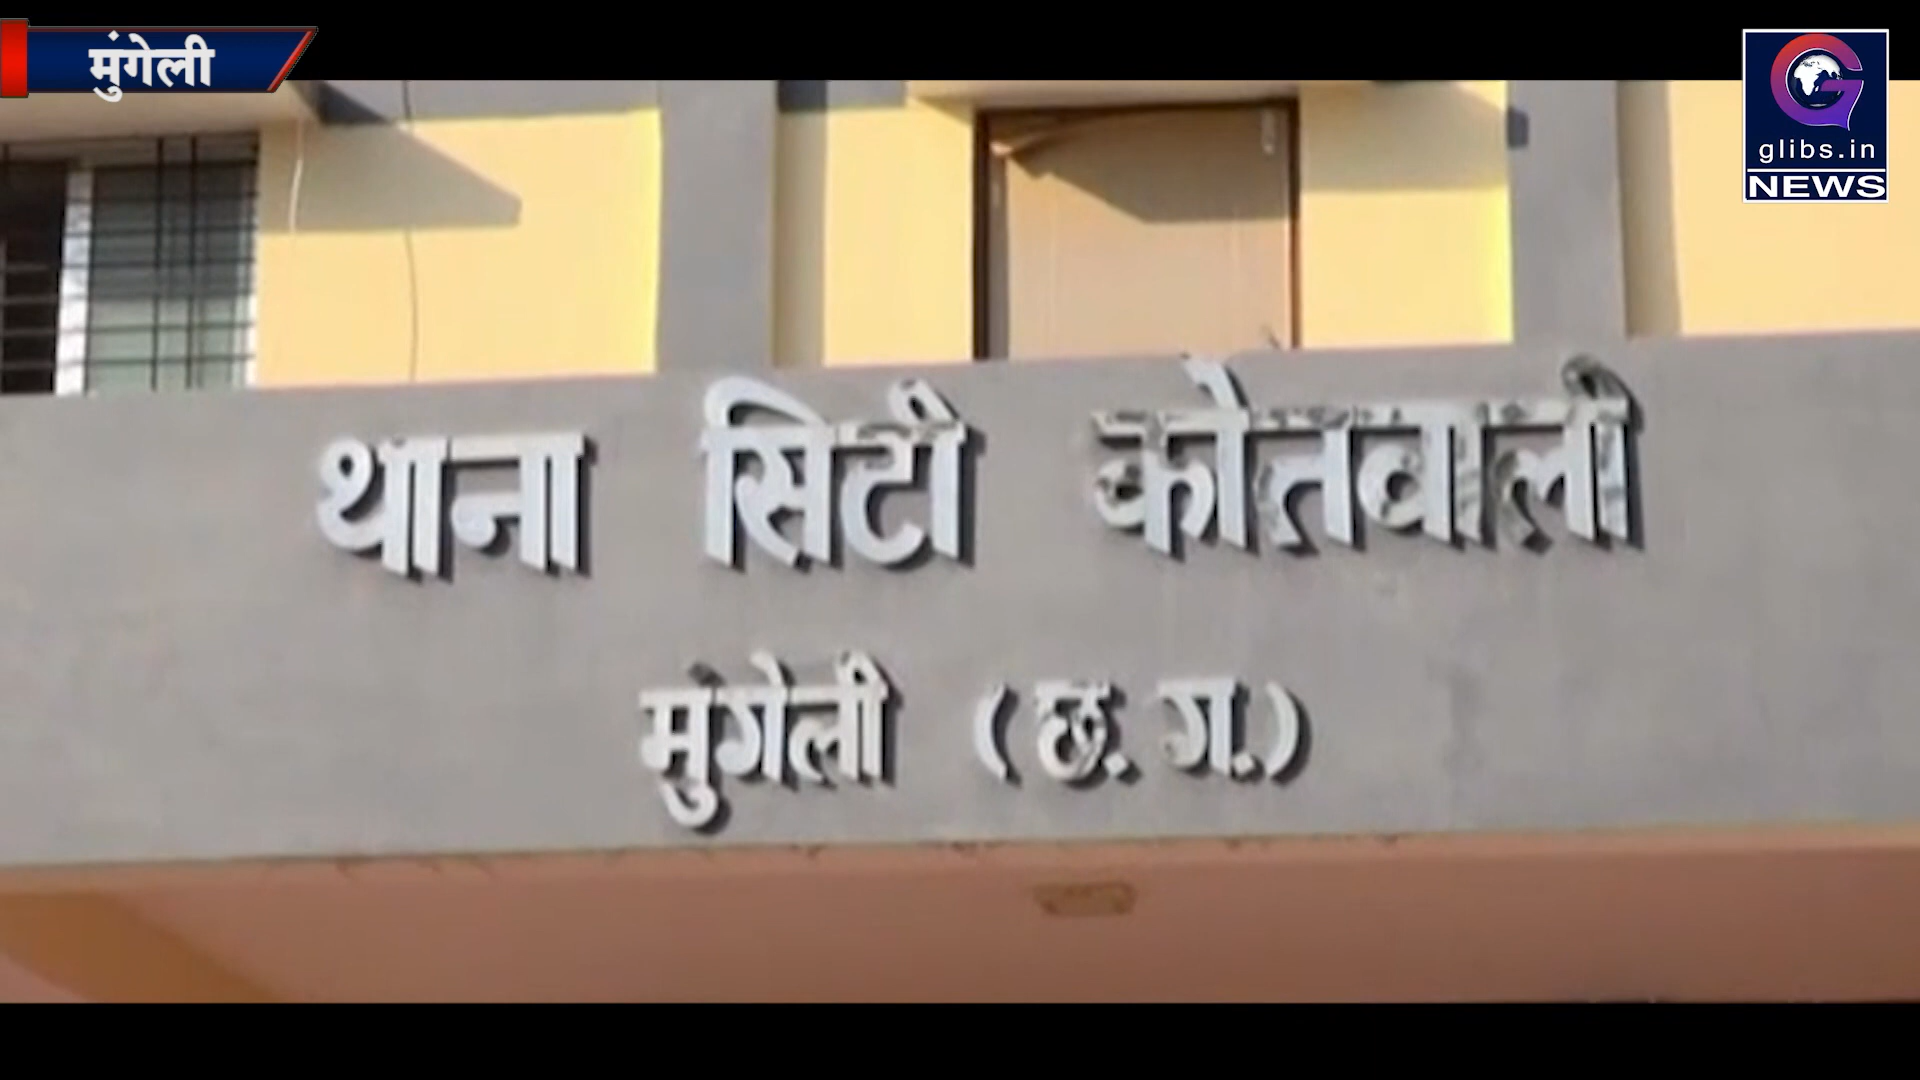 मुंगेली
glibs.in
NEWS
थाना सिटी कोतवाली
मुंगेली (छ. ग.)